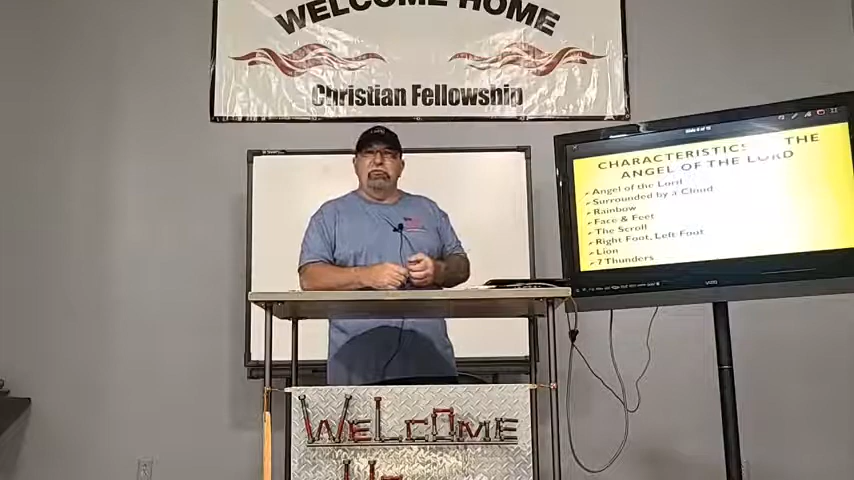 WELCOME HOME
Christian Fellowship
CHARACTERISTICS THE
ANGEL OF THE LORD
Angel of the Lord
Surrounded by a Cloud
Rainbow
Face & Feet
The Scroll
Right Foot, Left Foot
Lion
7 Thunders
WELCOME